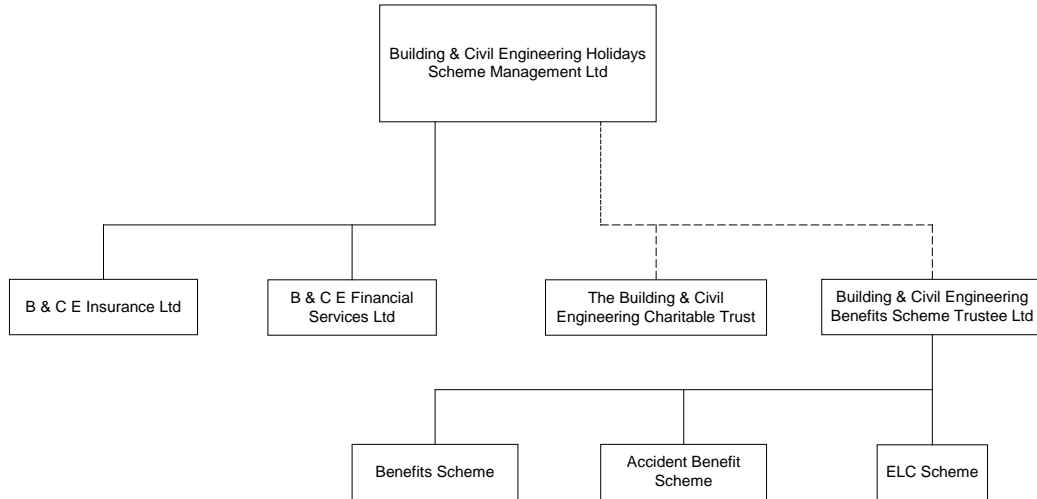 Building & Civil Engineering Holidays
Scheme Management Ltd
B & C E Insurance Ltd
B & C E Financial
Services Ltd
The Building & Civil
Engineering Charitable Trust
Building & Civil Engineering
Benefits Scheme Trustee Ltd
Benefits Scheme
Accident Benefit
Scheme
ELC Scheme